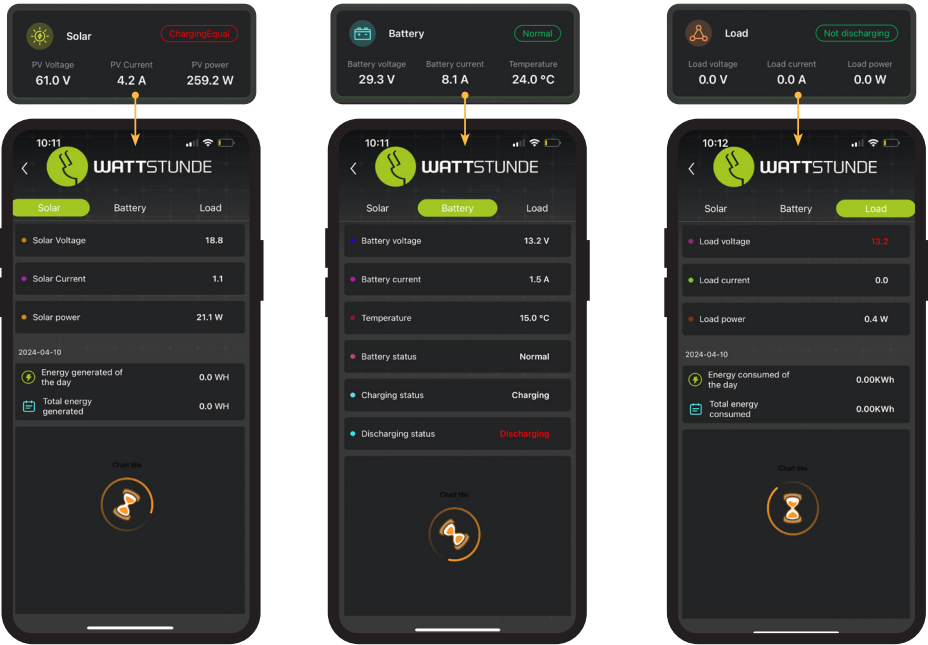 Solar
ChargingEqual
PV Voltage PV Current PV power
61.0 V 4.2 A 259.2 W
Battery
Normal
Battery voltage Battery current Temperature
29.3 V 8.1 A 24.0 °C
Load
Not discharging
Load voltage Load current Load power
0.0 V 0.0 A 0.0 W
10:11
WATTSTUNDE
Solar Battery Load
Solar Voltage 18.8
Solar Current 1.1
Solar power 21.1 W
2024-04-10
Energy generated of
the day
0.0 WH
Total energy
generated
0.0 WH
Chart title
10:11
WATTSTUNDE
Solar Battery Load
Battery voltage 13.2 V
Battery current 1.5 A
Temperature 15.0 °C
Battery status Normal
Charging status Charging
Discharging status Discharging
Chart title
10:12
WATTSTUNDE
Solar Battery Load
Load voltage 13.2
Load current 0.0
Load power 0.4 W
2024-04-10
Energy consumed of
the day
0.00KWh
Total energy
consumed
0.00KWh
Chart title